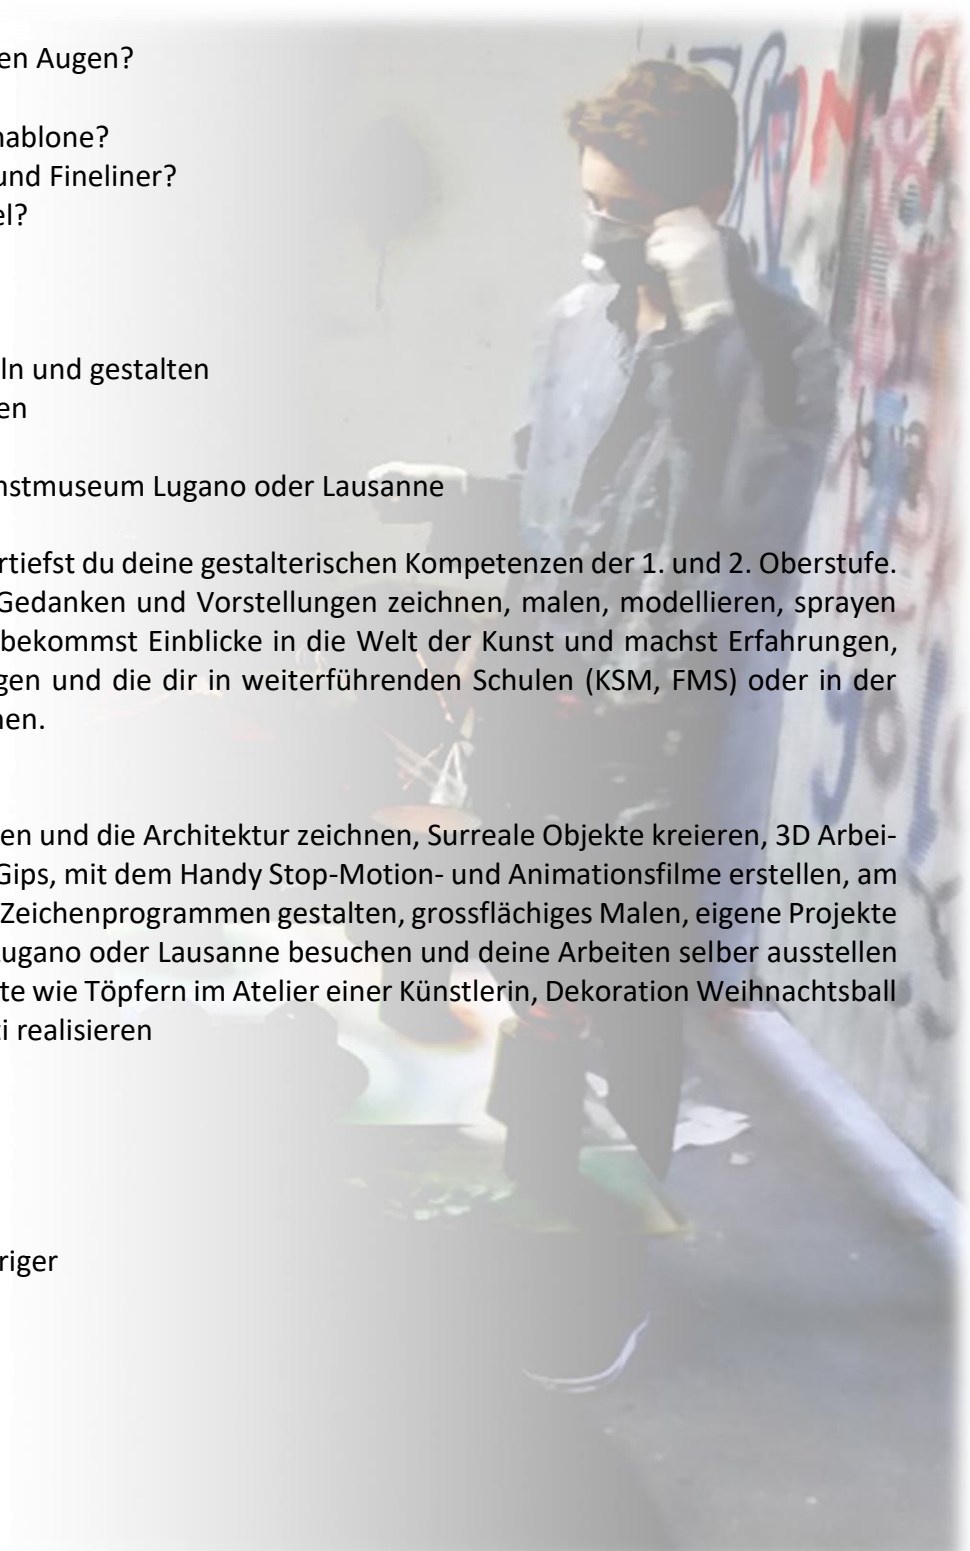 en Augen?
hablone?
und Fineliner?
el?
ln und gestalten
en
nstmuseum Lugano oder Lausanne
rtiefst du deine gestalterischen Kompetenzen der 1. und 2. Oberstufe.
Gedanken und Vorstellungen zeichnen, malen, modellieren, sprayen
bekommst Einblicke in die Welt der Kunst und machst Erfahrungen,
gen und die dir in weiterführenden Schulen (KSM, FMS) oder in der
nen.
en und die Architektur zeichnen, Surreale Objekte kreieren, 3D Arbei-
Gips, mit dem Handy Stop-Motion- und Animationsfilme erstellen, am
Zeichenprogrammen gestalten, grossflächiges Malen, eigene Projekte
Lugano oder Lausanne besuchen und deine Arbeiten selber ausstellen
te wie Töpfern im Atelier einer Künstlerin, Dekoration Weihnachtsball
ti realisieren
riger